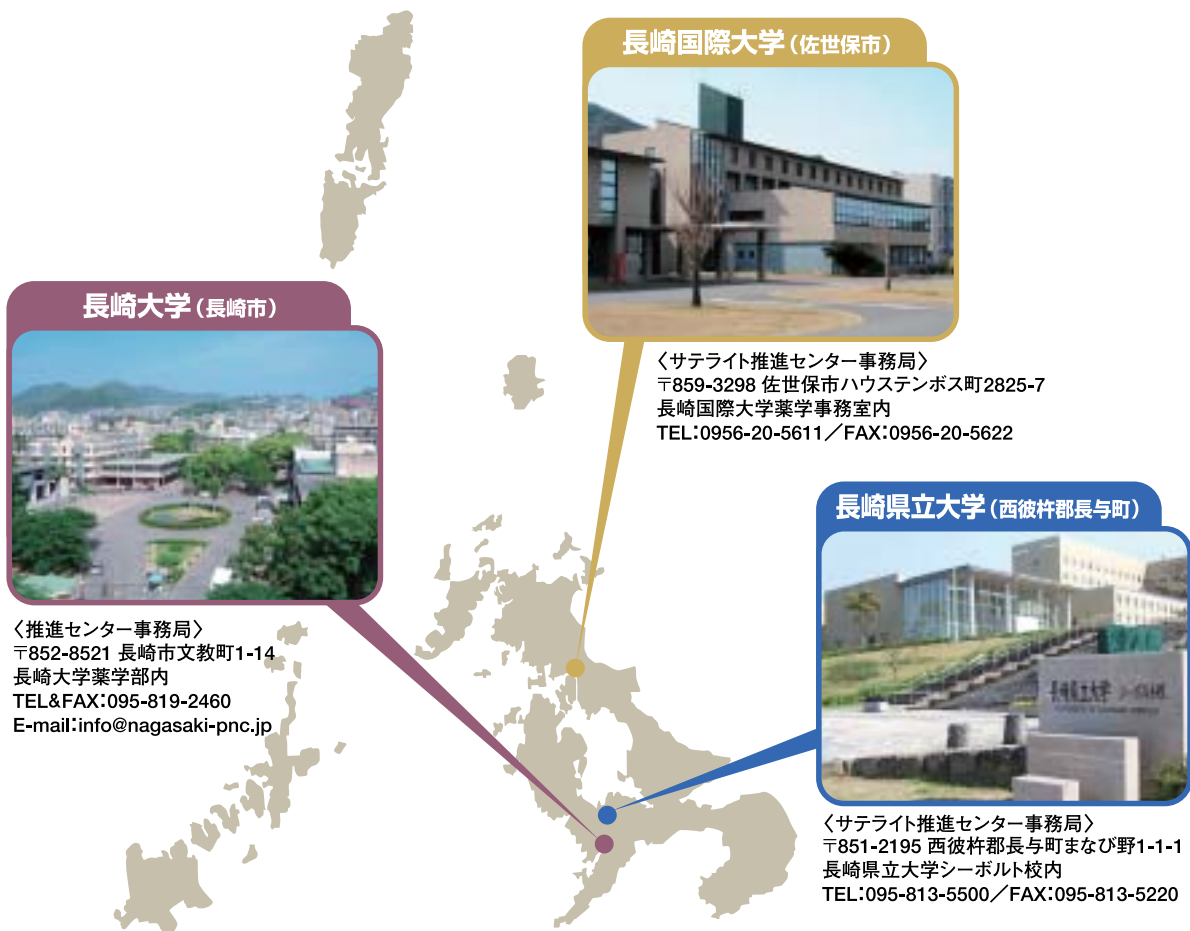 長崎国際大学（佐世保市）
〈サテライト推進センター事務局〉
〒859-3298 佐世保市ハウステンボス町2825-7
長崎国際大学薬学事務室内
TEL：0956-20-5611／FAX：0956-20-5622
長崎大学（長崎市）
〈推進センター事務局〉
〒852-8521 長崎市文教町1-14
長崎大学薬学部内
TEL&FAX：095-819-2460
E-mail：info@nagasaki-pnc.jp
長崎県立大学（西彼杵郡長与町）
長崎県立大学
〈サテライト推進センター事務局〉
〒851-2195 西彼杵郡長与町まなび野1-1-1
長崎県立大学シーボルト校内
TEL：095-813-5500／FAX：095-813-5220